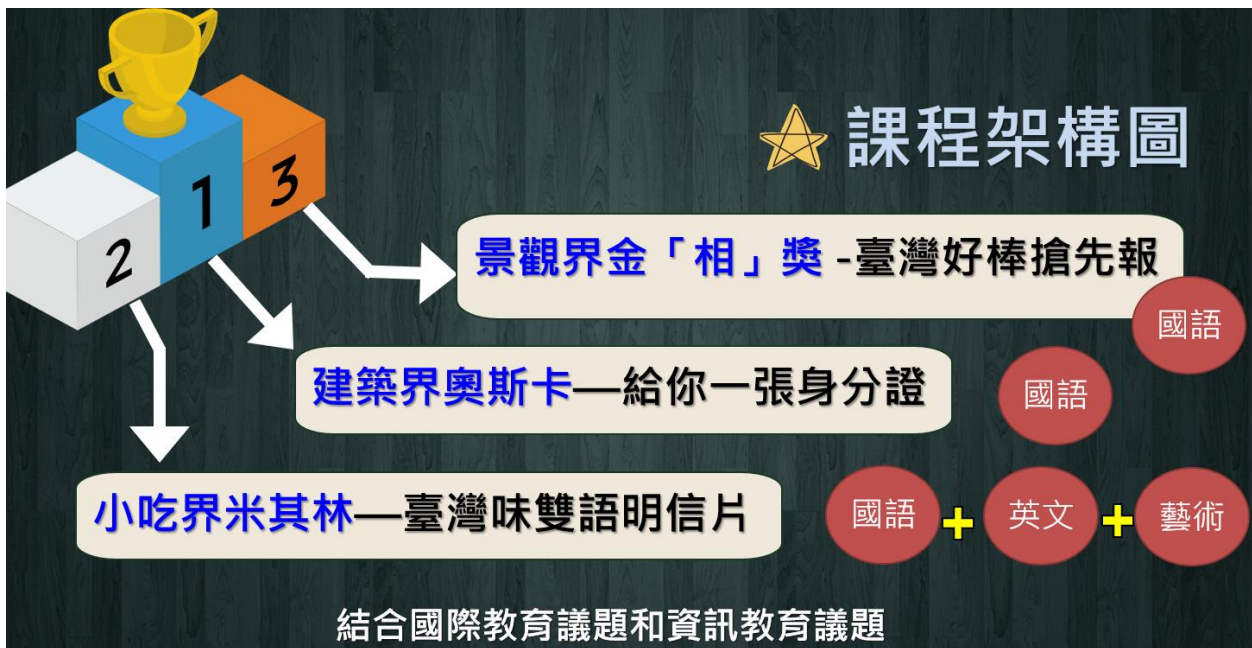 課程架構圖
1
3
2
景觀界金「相」獎 -臺灣好棒搶先報
國語
建築界奧斯卡—給你一張身分證
國語
小吃界米其林—臺灣味雙語明信片
國語 + 英文 + 藝術
結合國際教育議題和資訊教育議題